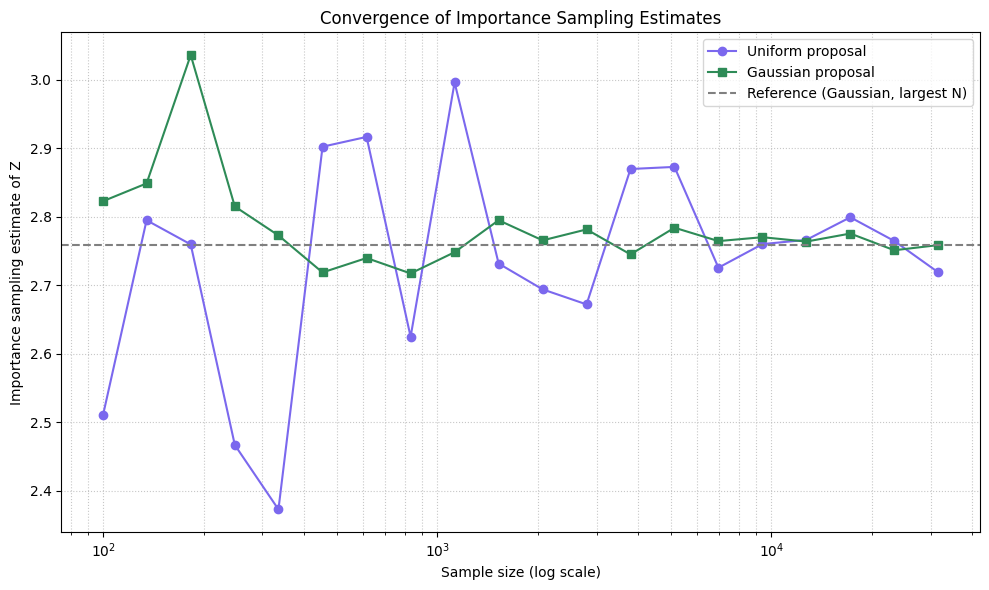 Convergence of Importance Sampling Estimates
Uniform proposal
Gaussian proposal
Reference (Gaussian, largest N)
Importance sampling estimate of Z
3.0
2.9
2.8
2.7
2.6
2.5
2.4
10²
10³
10⁴
Sample size (log scale)